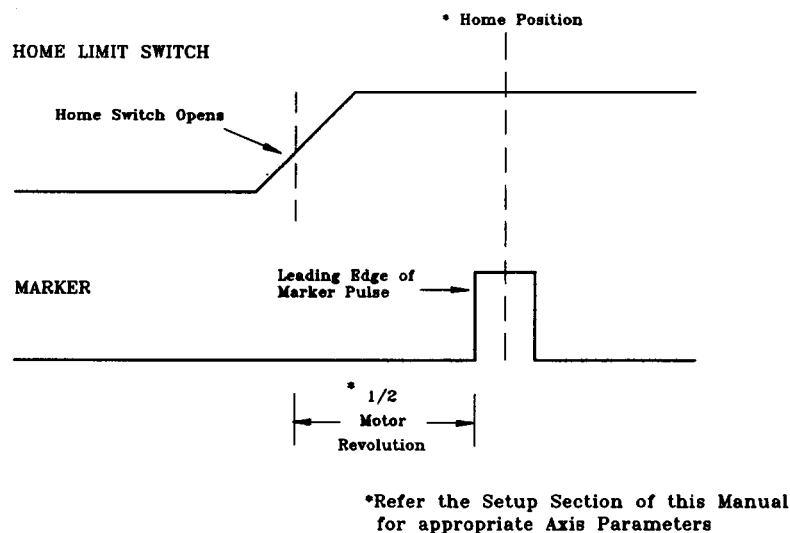 * Home Position
HOME LIMIT SWITCH
Home Switch Opens
Leading Edge of
Marker Pulse
MARKER
* 1/2
Motor
Revolution
*Refer the Setup Section of this Manual
for appropriate Axis Parameters